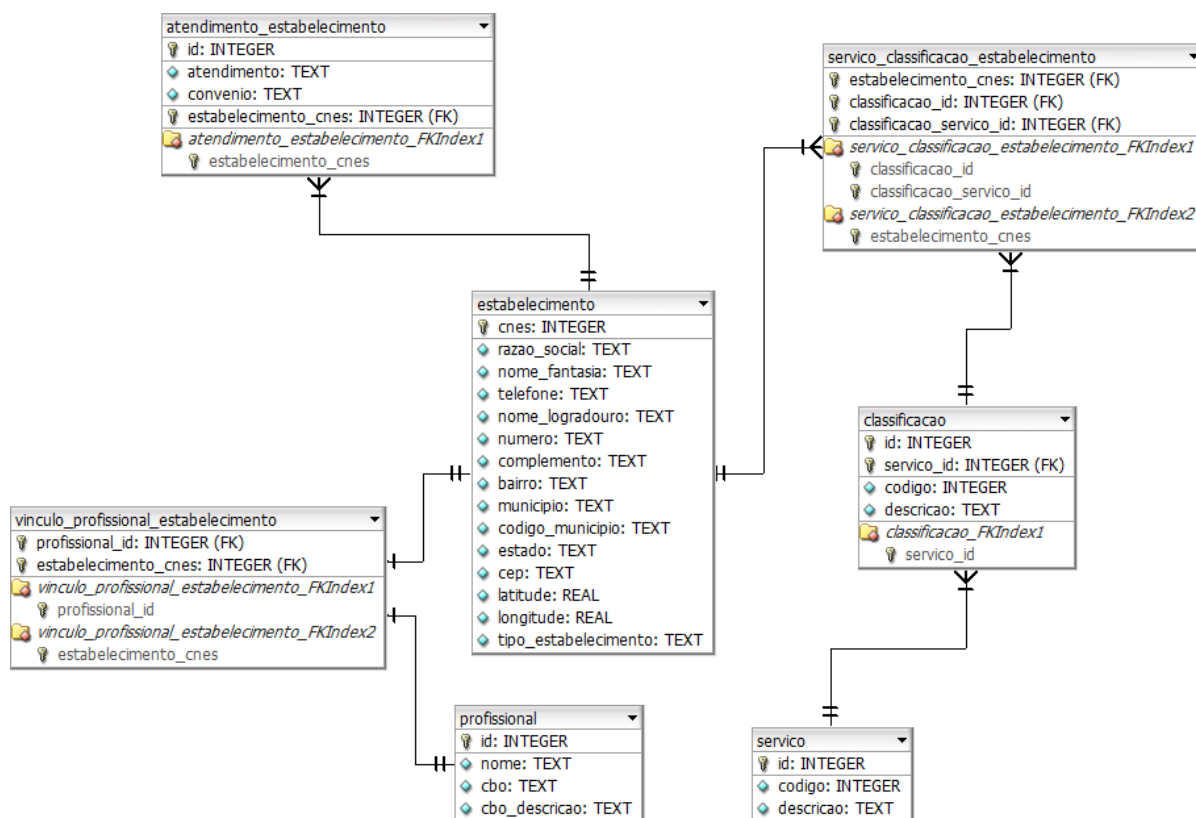 atendimento_estabelecimento
id: INTEGER
atendimento: TEXT
convenio: TEXT
estabelecimento_cnes: INTEGER (FK)
atendimento_estabelecimento_FKIndex1
estabelecimento_cnes
servico_classificacao_estabelecimento
estabelecimento_cnes: INTEGER (FK)
classificacao_id: INTEGER (FK)
classificacao_servico_id: INTEGER (FK)
servico_classificacao_estabelecimento_FKIndex1
classificacao_id
classificacao_servico_id
servico_classificacao_estabelecimento_FKIndex2
estabelecimento_cnes
estabelecimento
cnes: INTEGER
razao_social: TEXT
nome_fantasia: TEXT
telefone: TEXT
nome_logradouro: TEXT
numero: TEXT
complemento: TEXT
bairro: TEXT
municipio: TEXT
codigo_municipio: TEXT
estado: TEXT
cep: TEXT
latitude: REAL
longitude: REAL
tipo_estabelecimento: TEXT
classificacao
id: INTEGER
servico_id: INTEGER (FK)
codigo: INTEGER
descricao: TEXT
classificacao_FKIndex1
servico_id
vinculo_profissional_estabelecimento
profissional_id: INTEGER (FK)
estabelecimento_cnes: INTEGER (FK)
vinculo_profissional_estabelecimento_FKIndex1
profissional_id
vinculo_profissional_estabelecimento_FKIndex2
estabelecimento_cnes
profissional
id: INTEGER
nome: TEXT
cbo: TEXT
cbo_descricao: TEXT
servico
id: INTEGER
codigo: INTEGER
descricao: TEXT